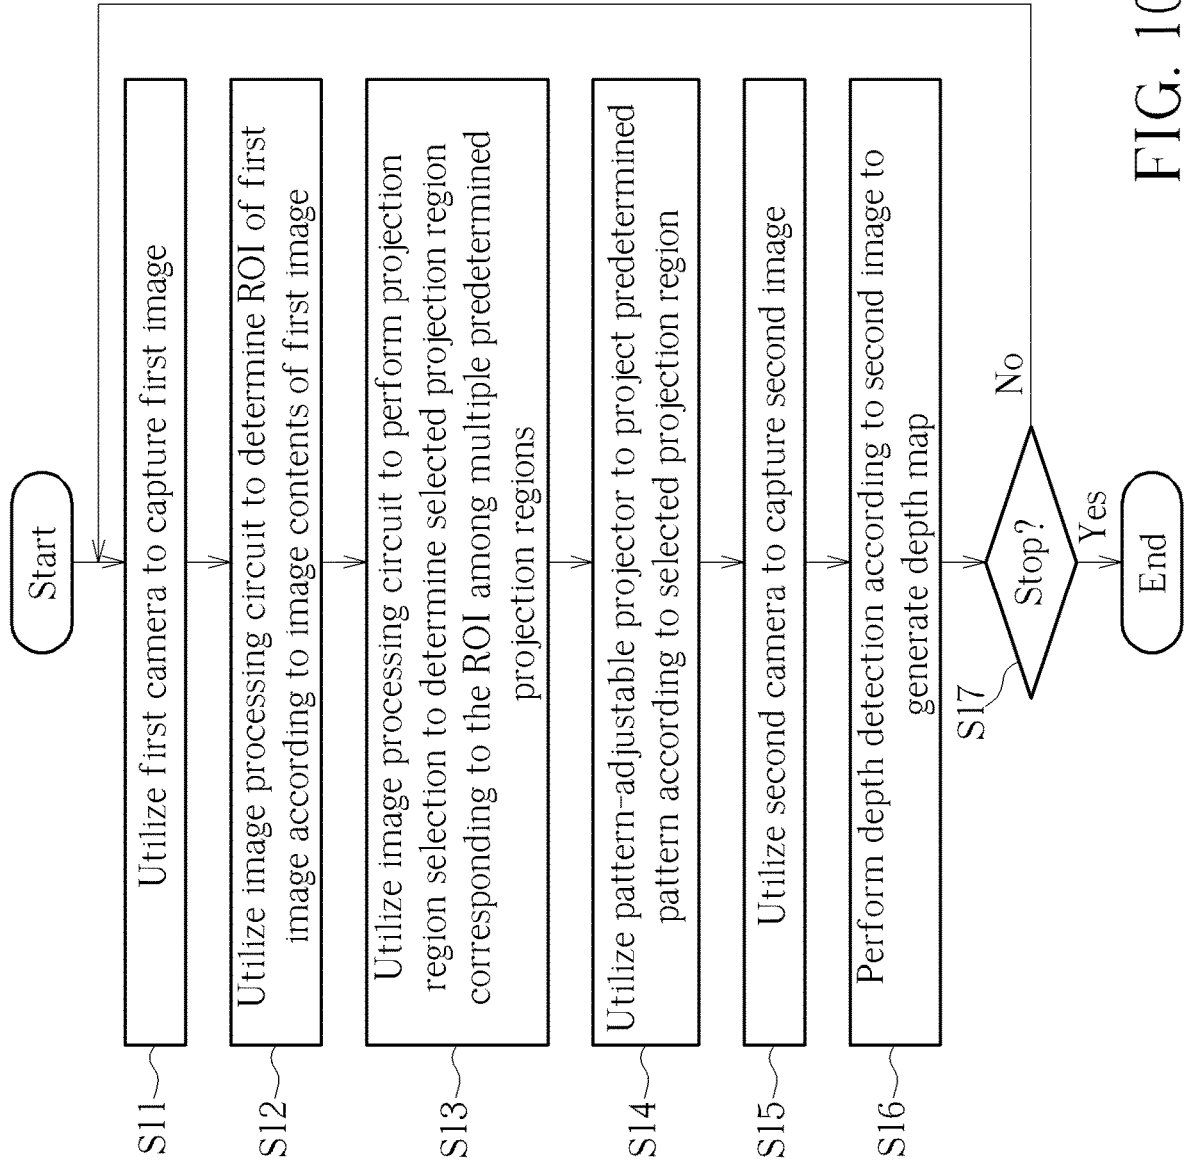 Start
S11
Utilize first camera to capture first image
S12
Utilize image processing circuit to determine ROI of first
image according to image contents of first image
S13
Utilize image processing circuit to perform projection
region selection to determine selected projection region
corresponding to the ROI among multiple predetermined
projection regions
S14
Utilize pattern-adjustable projector to project predetermined
pattern according to selected projection region
S15
Utilize second camera to capture second image
S16
Perform depth detection according to second image to
generate depth map
S17
Stop?
No
Yes
End
FIG. 10